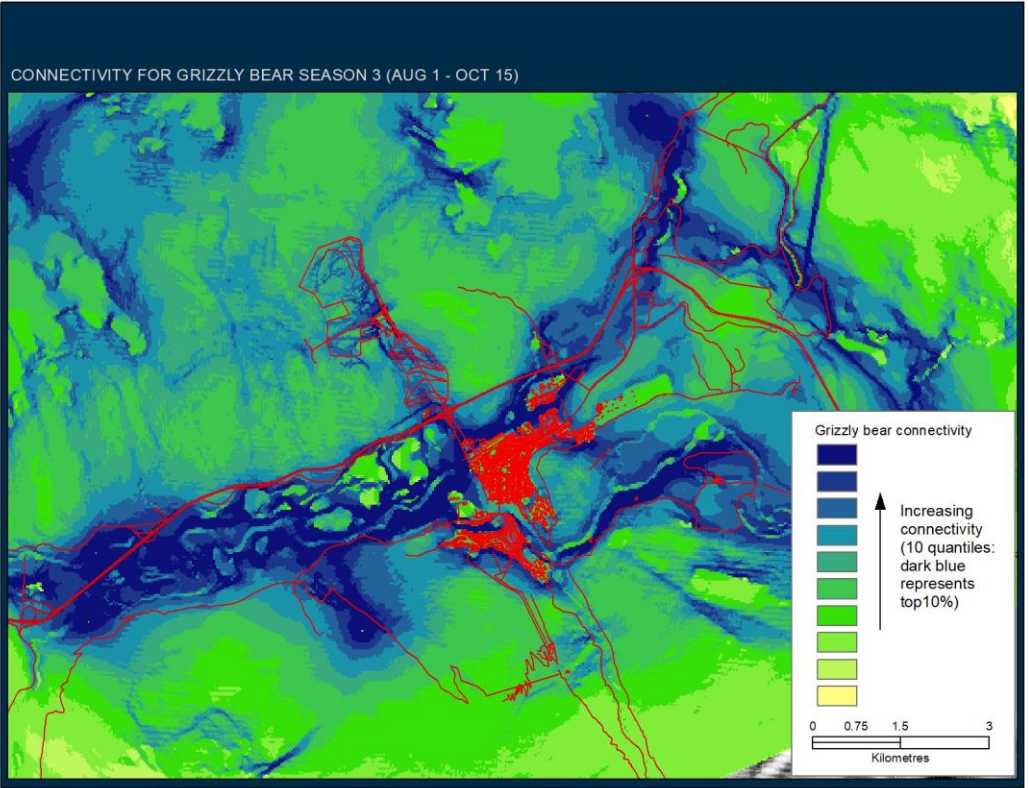 CONNECTIVITY FOR GRIZZLY BEAR SEASON 3 (AUG 1 - OCT 15)
Grizzly bear connectivity
Increasing
connectivity
(10 quantiles:
dark blue
represents
top10%)
0 0.75 1.5 3
Kilometres